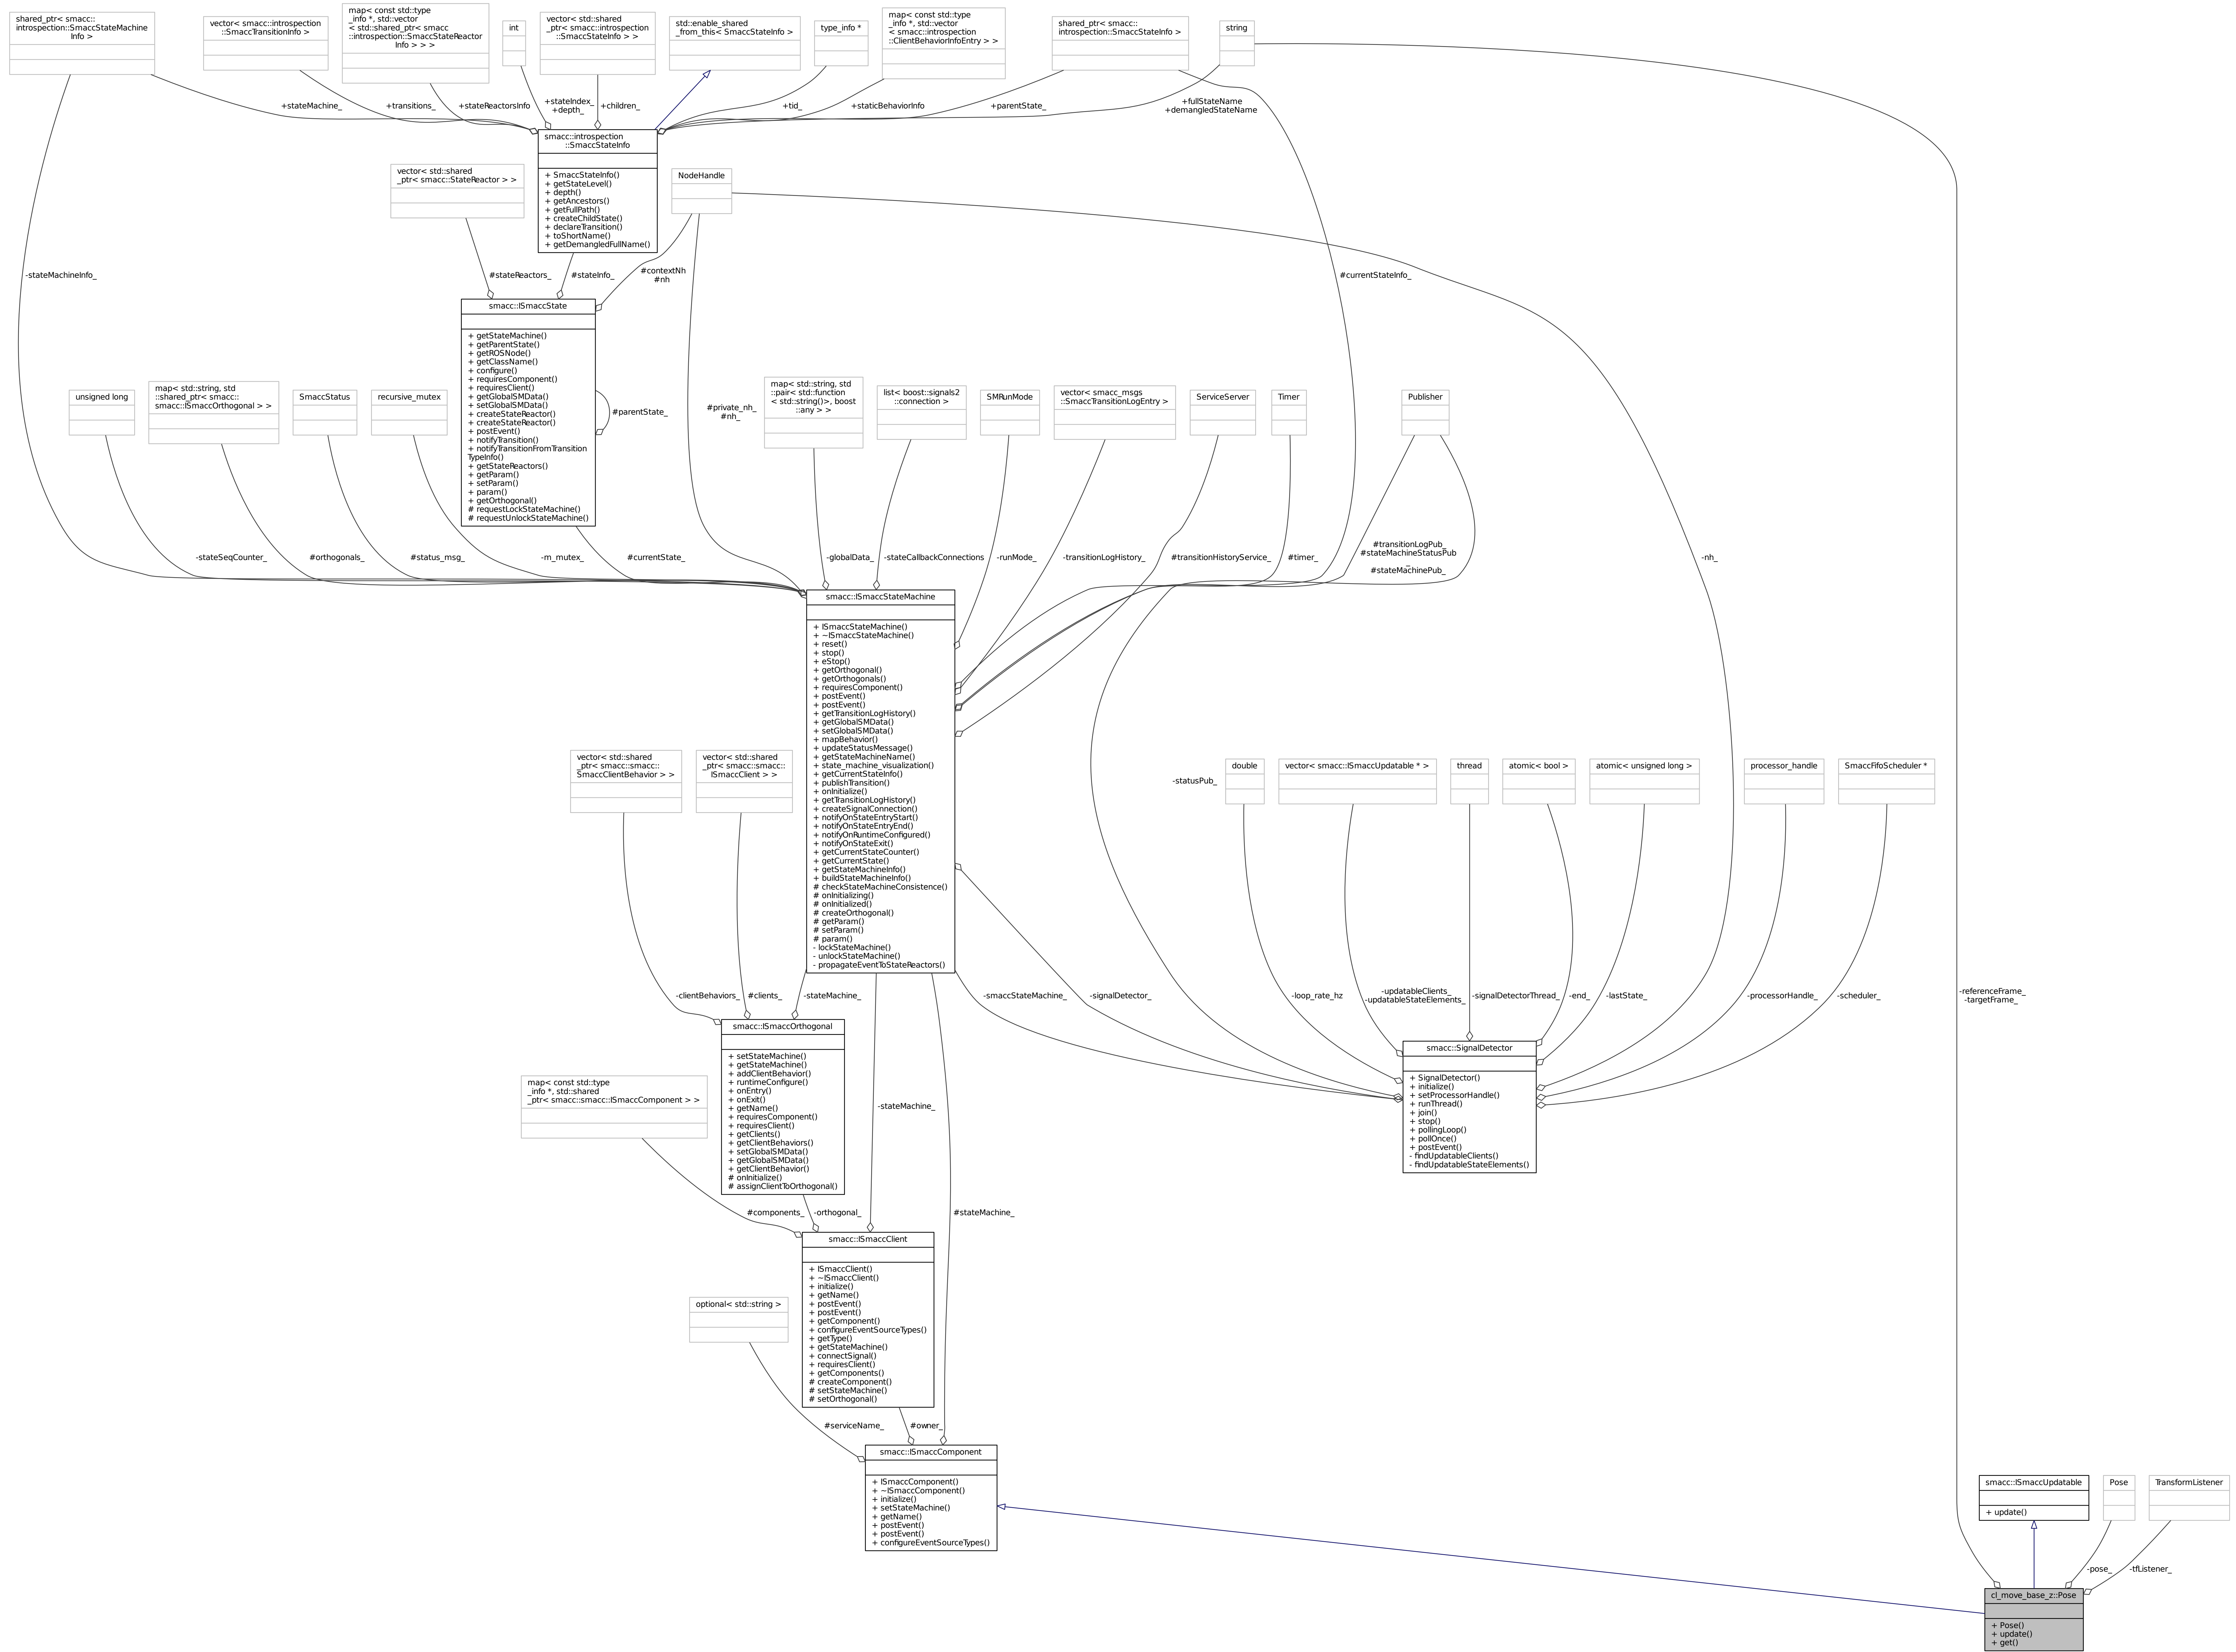 shared_ptr< smacc::
introspection::SmaccStateMachine
Info >
vector< smacc::introspection
::SmaccTransitionInfo >
map< const std::type
_info *, std::vector
< std::shared_ptr< smacc
::introspection::SmaccStateReactor
Info > > >
int
vector< std::shared
_ptr< smacc::introspection
::SmaccStateInfo > >
std::enable_shared
_from_this< SmaccStateInfo >
type_info *
map< const std::type
_info *, std::vector
< smacc::introspection
::ClientBehaviorInfoEntry > >
shared_ptr< smacc::
introspection::SmaccStateInfo >
string
+stateMachine_
+transitions_
+stateReactorsInfo
+stateIndex_
+depth_
+children_
+tid_
+staticBehaviorInfo
+parentState_
+fullStateName
+demangledStateName
smacc::introspection
::SmaccStateInfo
+ SmaccStateInfo()
+ getStateLevel()
+ depth()
+ getAncestors()
+ getFullPath()
+ createChildState()
+ declareTransition()
+ toShortName()
+ getDemangledFullName()
vector< std::shared
_ptr< smacc::StateReactor > >
NodeHandle
-stateMachineInfo_
#stateReactors_
#stateInfo_
#contextNh
#nh
#currentStateInfo_
smacc::ISmaccState
+ getStateMachine()
+ getParentState()
+ getROSNode()
+ getClassName()
+ configure()
+ requiresComponent()
+ requiresClient()
+ getGlobalSMData()
+ setGlobalSMData()
+ createStateReactor()
+ createStateReactor()
+ postEvent()
+ notifyTransition()
+ notifyTransitionFromTransition
TypeInfo()
+ getStateReactors()
+ getParam()
+ setParam()
+ param()
+ getOrthogonal()
# requestLockStateMachine()
# requestUnlockStateMachine()
#parentState_
unsigned long
map< std::string, std
::shared_ptr< smacc::
smacc::ISmaccOrthogonal > >
SmaccStatus
recursive_mutex
#private_nh_
#nh_
map< std::string, std
::pair< std::function
< std::string()>, boost
::any > >
list< boost::signals2
::connection >
SMRunMode
vector< smacc_msgs
::SmaccTransitionLogEntry >
ServiceServer
Timer
Publisher
-stateSeqCounter_
#orthogonals_
#status_msg_
-m_mutex_
#currentState_
-globalData_
-stateCallbackConnections
-runMode_
-transitionLogHistory_
#transitionHistoryService_
#timer_
#transitionLogPub_
#stateMachineStatusPub
_
#stateMachinePub_
-nh_
smacc::ISmaccStateMachine
+ ISmaccStateMachine()
+ ~ISmaccStateMachine()
+ reset()
+ stop()
+ eStop()
+ getOrthogonal()
+ getOrthogonals()
+ requiresComponent()
+ postEvent()
+ postEvent()
+ getTransitionLogHistory()
+ getGlobalSMData()
+ setGlobalSMData()
+ mapBehavior()
+ updateStatusMessage()
+ getStateMachineName()
+ state_machine_visualization()
+ getCurrentStateInfo()
+ publishTransition()
+ onInitialize()
+ getTransitionLogHistory()
+ createSignalConnection()
+ notifyOnStateEntryStart()
+ notifyOnStateEntryEnd()
+ notifyOnRuntimeConfigured()
+ notifyOnStateExit()
+ getCurrentStateCounter()
+ getCurrentState()
+ getStateMachineInfo()
+ buildStateMachineInfo()
# checkStateMachineConsistence()
# onInitializing()
# onInitialized()
# createOrthogonal()
# getParam()
# setParam()
# param()
- lockStateMachine()
- unlockStateMachine()
- propagateEventToStateReactors()
vector< std::shared
_ptr< smacc::smacc::
SmaccClientBehavior > >
vector< std::shared
_ptr< smacc::smacc::
ISmaccClient > >
-statusPub_
double
vector< smacc::ISmaccUpdatable * >
thread
atomic< bool >
atomic< unsigned long >
processor_handle
SmaccFifoScheduler *
-clientBehaviors_
#clients_
-stateMachine_
-smaccStateMachine_
-signalDetector_
-loop_rate_hz
-updatableClients_
-updatableStateElements_
-signalDetectorThread_
-end_
-lastState_
-processorHandle_
-scheduler_
-referenceFrame_
-targetFrame_
smacc::ISmaccOrthogonal
+ setStateMachine()
+ getStateMachine()
+ addClientBehavior()
+ runtimeConfigure()
+ onEntry()
+ onExit()
+ getName()
+ requiresComponent()
+ requiresClient()
+ getClients()
+ getClientBehaviors()
+ setGlobalSMData()
+ getGlobalSMData()
+ getClientBehavior()
# onInitialize()
# assignClientToOrthogonal()
smacc::SignalDetector
+ SignalDetector()
+ initialize()
+ setProcessorHandle()
+ runThread()
+ join()
+ stop()
+ pollingLoop()
+ pollOnce()
+ postEvent()
- findUpdatableClients()
- findUpdatableStateElements()
map< const std::type
_info *, std::shared
_ptr< smacc::smacc::ISmaccComponent > >
-stateMachine_
#components_
-orthogonal_
#stateMachine_
smacc::ISmaccClient
+ ISmaccClient()
+ ~ISmaccClient()
+ initialize()
+ getName()
+ postEvent()
+ postEvent()
+ getComponent()
+ configureEventSourceTypes()
+ getType()
+ getStateMachine()
+ connectSignal()
+ requiresClient()
+ getComponents()
# createComponent()
# setStateMachine()
# setOrthogonal()
optional< std::string >
#serviceName_
#owner_
smacc::ISmaccComponent
+ ISmaccComponent()
+ ~ISmaccComponent()
+ initialize()
+ setStateMachine()
+ getName()
+ postEvent()
+ postEvent()
+ configureEventSourceTypes()
smacc::ISmaccUpdatable
+ update()
Pose
TransformListener
-pose_
-tfListener_
cl_move_base_z::Pose
+ Pose()
+ update()
+ get()